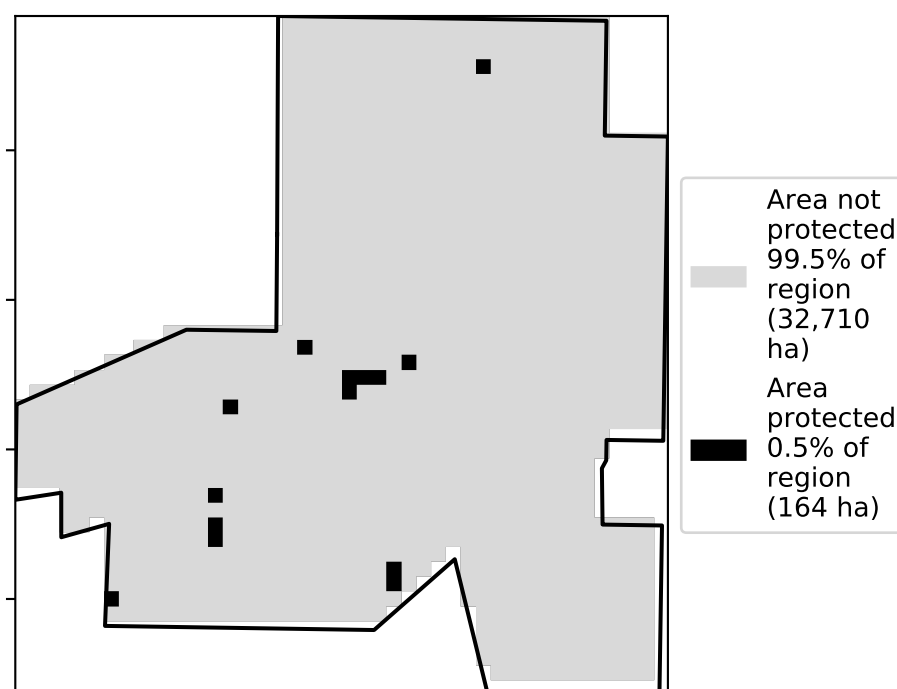 Area not
protected
99.5% of
region
(32,710
ha)
Area
protected
0.5% of
region
(164 ha)